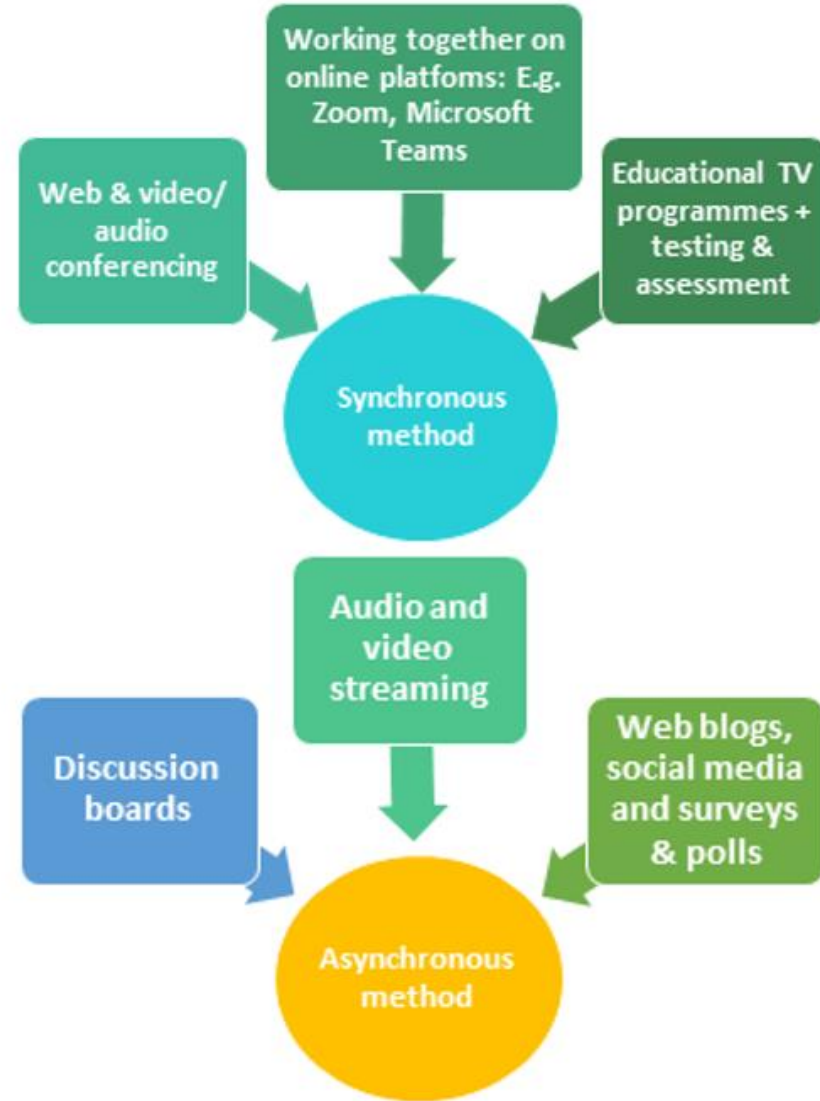 Working together on
online platfoms: E.g.
Zoom, Microsoft
Teams
Web & video/
audio
conferencing
Educational TV
programmes +
testing &
assessment
Synchronous
method
Audio and
video
streaming
Discussion
boards
Web blogs,
social media
and surveys
& polls
Asynchronous
method